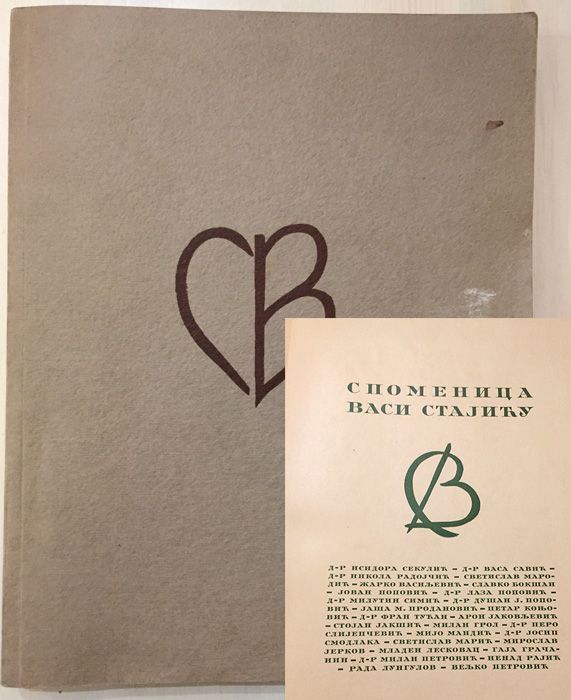 СПОМЕНИЦА
ВАСИ СТАЈИЋУ
Д-Р ИСИДОРА СЕКУЛИЋ – Д-Р ВАСА САВИЋ –
Д-Р НИКОЛА РАДОЈЧИЋ – СВЕТИСЛАВ МАРО-
ДИЋ – ЖАРКО ВАСИЉЕВИЋ – СЛАВКО БОКШАН
– ЈОВАН ПОПОВИЋ – Д-Р ЛАЗА ПОПОВИЋ –
Д-Р МИЛУТИН СИМИЋ – Д-Р ДУШАН Ј. ПОПО-
ВИЋ – ЈАША М. ПРОДАНОВИЋ – ПЕТАР КОЊО-
ВИЋ – Д-Р ФРАН ТУЋАН – АРОН ЈАКОВЉЕВИЋ
– СТОЈАН ЈАКШИЋ – МИЛАН ГРОЛ – Д-Р ПЕРО
СЛИЈЕПЧЕВИЋ – МИЈО МАНДИЋ – Д-Р ЈОСИП
СМОДЛАКА – СВЕТИСЛАВ МАРИЋ – МИРОСЛАВ
ЈЕРКОВ – МЛАДЕН ЛЕСКОВАЦ – ГАЈА ГРАЧА-
НИН – Д-Р МИЛАН ПЕТРОВИЋ – НЕНАД РАЈИЋ
– РАДА ЛУНГУЛОВ – ВЕЉКО ПЕТРОВИЋ –